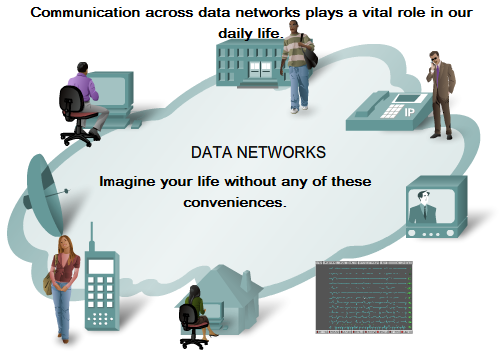 Communication across data networks plays a vital role in our
daily life.
IP
DATA NETWORKS
Imagine your life without any of these
conveniences.